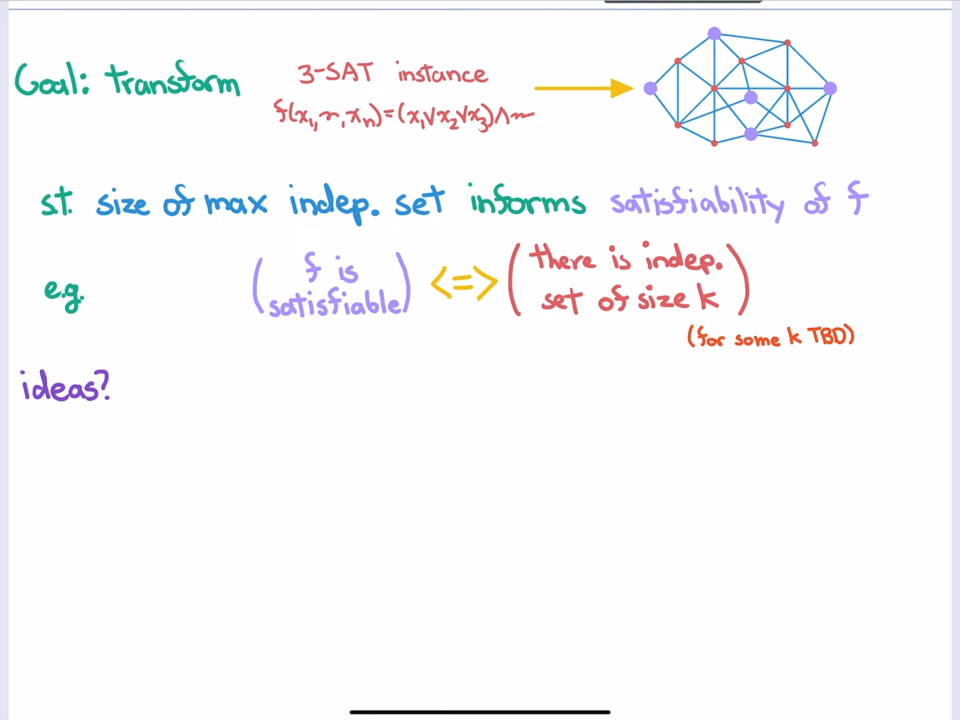 Goal: transform
3-SAT instance
f(x₁,~,xₙ)=(x₁∨x₂∨x₃)∧~
st. size of max indep. set informs satisfiability of f
e.g. (f is satisfiable) <=> (there is indep. set of size k)
(for some k TBD)
ideas?